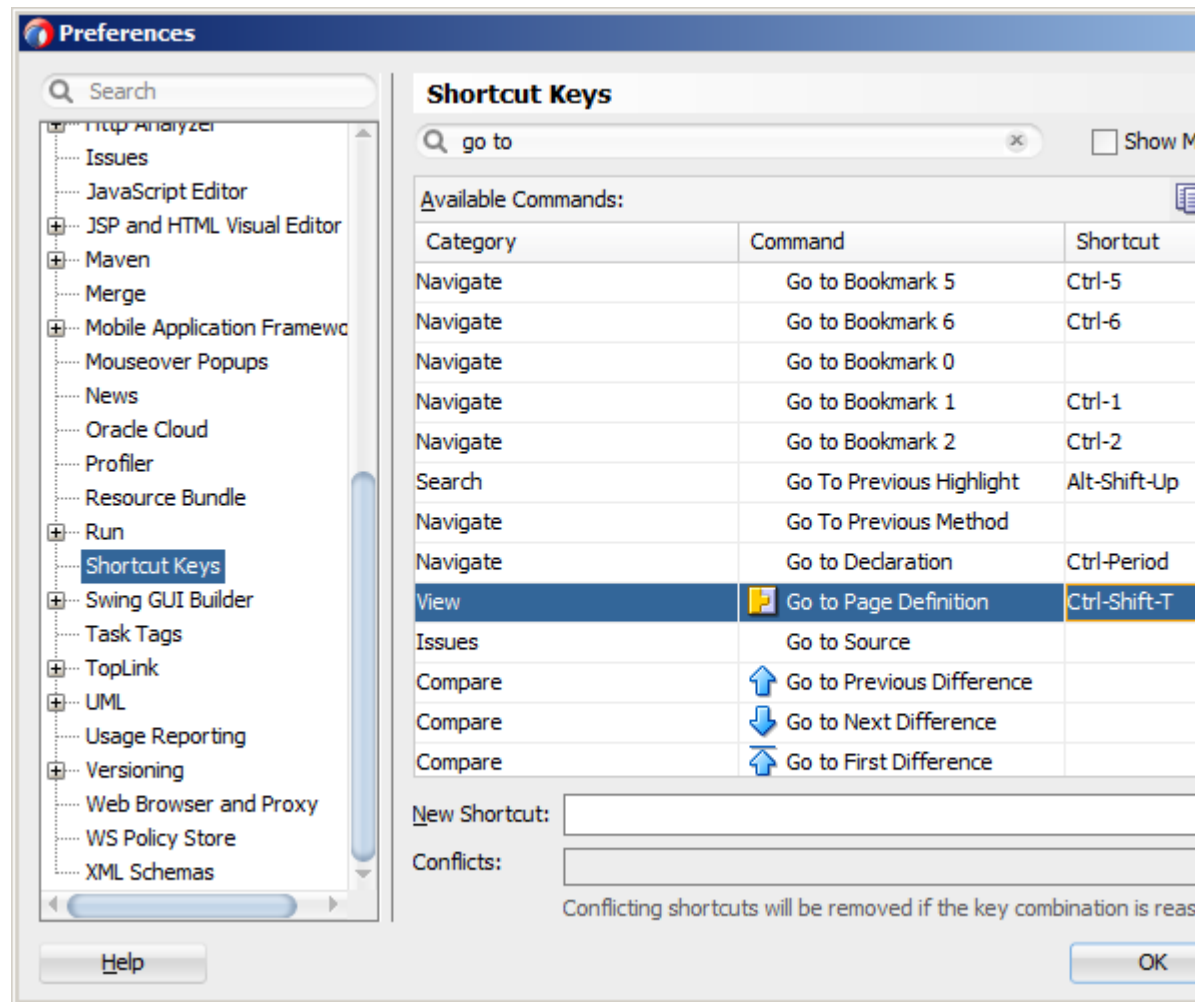 Preferences
Search
Http Analyzer
Issues
JavaScript Editor
JSP and HTML Visual Editor
Maven
Merge
Mobile Application Framewo
Mouseover Popups
News
Oracle Cloud
Profiler
Resource Bundle
Run
Shortcut Keys
Swing GUI Builder
Task Tags
TopLink
UML
Usage Reporting
Versioning
Web Browser and Proxy
WS Policy Store
XML Schemas
Help
Shortcut Keys
go to
Show M
Available Commands:
Category Command Shortcut
Navigate Go to Bookmark 5 Ctrl-5
Navigate Go to Bookmark 6 Ctrl-6
Navigate Go to Bookmark 0
Navigate Go to Bookmark 1 Ctrl-1
Navigate Go to Bookmark 2 Ctrl-2
Search Go To Previous Highlight Alt-Shift-Up
Navigate Go To Previous Method
Navigate Go to Declaration Ctrl-Period
View Go to Page Definition Ctrl-Shift-T
Issues Go to Source
Compare Go to Previous Difference
Compare Go to Next Difference
Compare Go to First Difference
New Shortcut:
Conflicts:
Conflicting shortcuts will be removed if the key combination is reas
OK